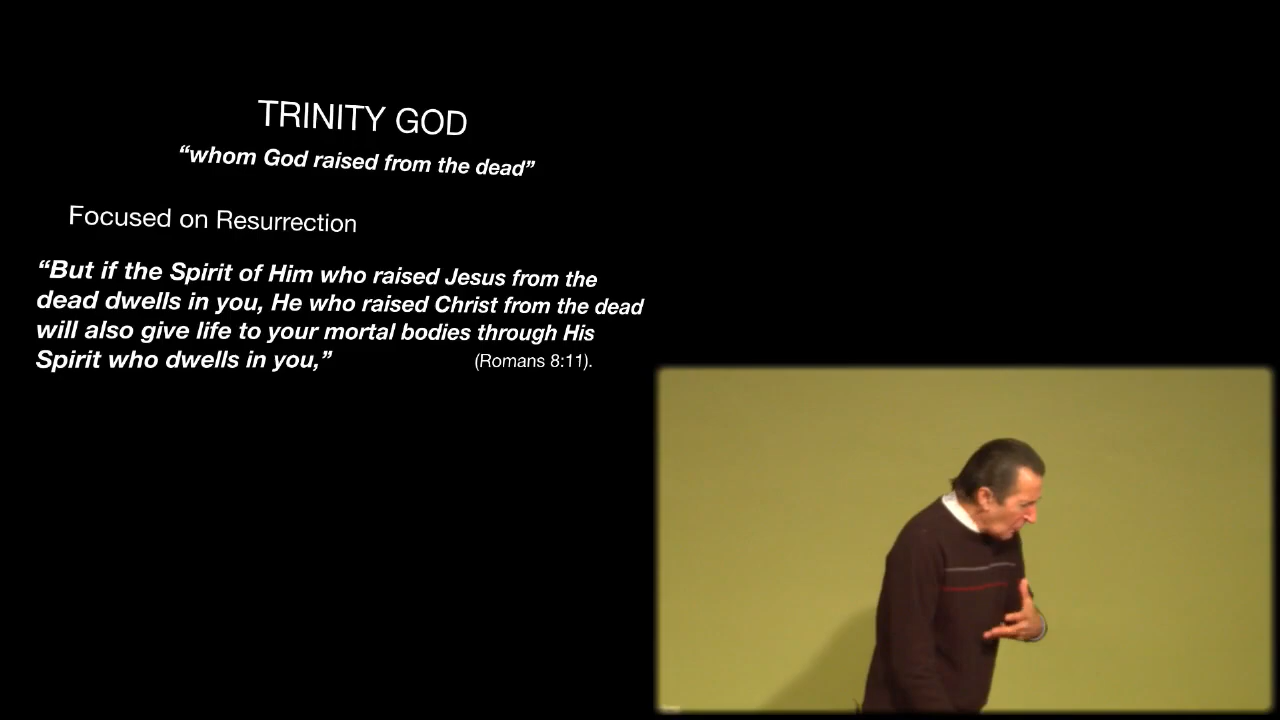 TRINITY GOD
“whom God raised from the dead”
Focused on Resurrection
“But if the Spirit of Him who raised Jesus from the
dead dwells in you, He who raised Christ from the dead
will also give life to your mortal bodies through His
Spirit who dwells in you,” (Romans 8:11).